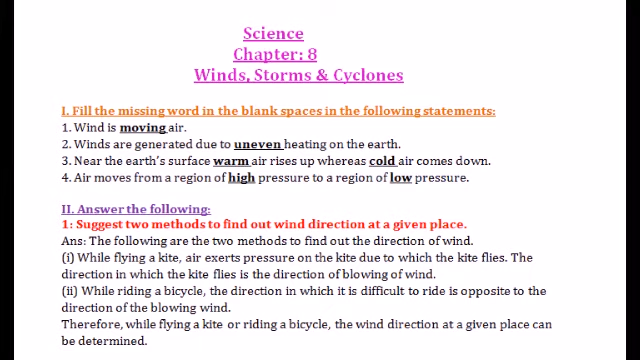 Science
Chapter: 8
Winds, Storms & Cyclones
I. Fill the missing word in the blank spaces in the following statements:
1. Wind is moving air.
2. Winds are generated due to uneven heating on the earth.
3. Near the earth's surface warm air rises up whereas cold air comes down.
4. Air moves from a region of high pressure to a region of low pressure.
II. Answer the following:
1: Suggest two methods to find out wind direction at a given place.
Ans: The following are the two methods to find out the direction of wind.
(i) While flying a kite, air exerts pressure on the kite due to which the kite flies. The
direction in which the kite flies is the direction of blowing of wind.
(ii) While riding a bicycle, the direction in which it is difficult to ride is opposite to the
direction of the blowing wind.
Therefore, while flying a kite or riding a bicycle, the wind direction at a given place can
be determined.